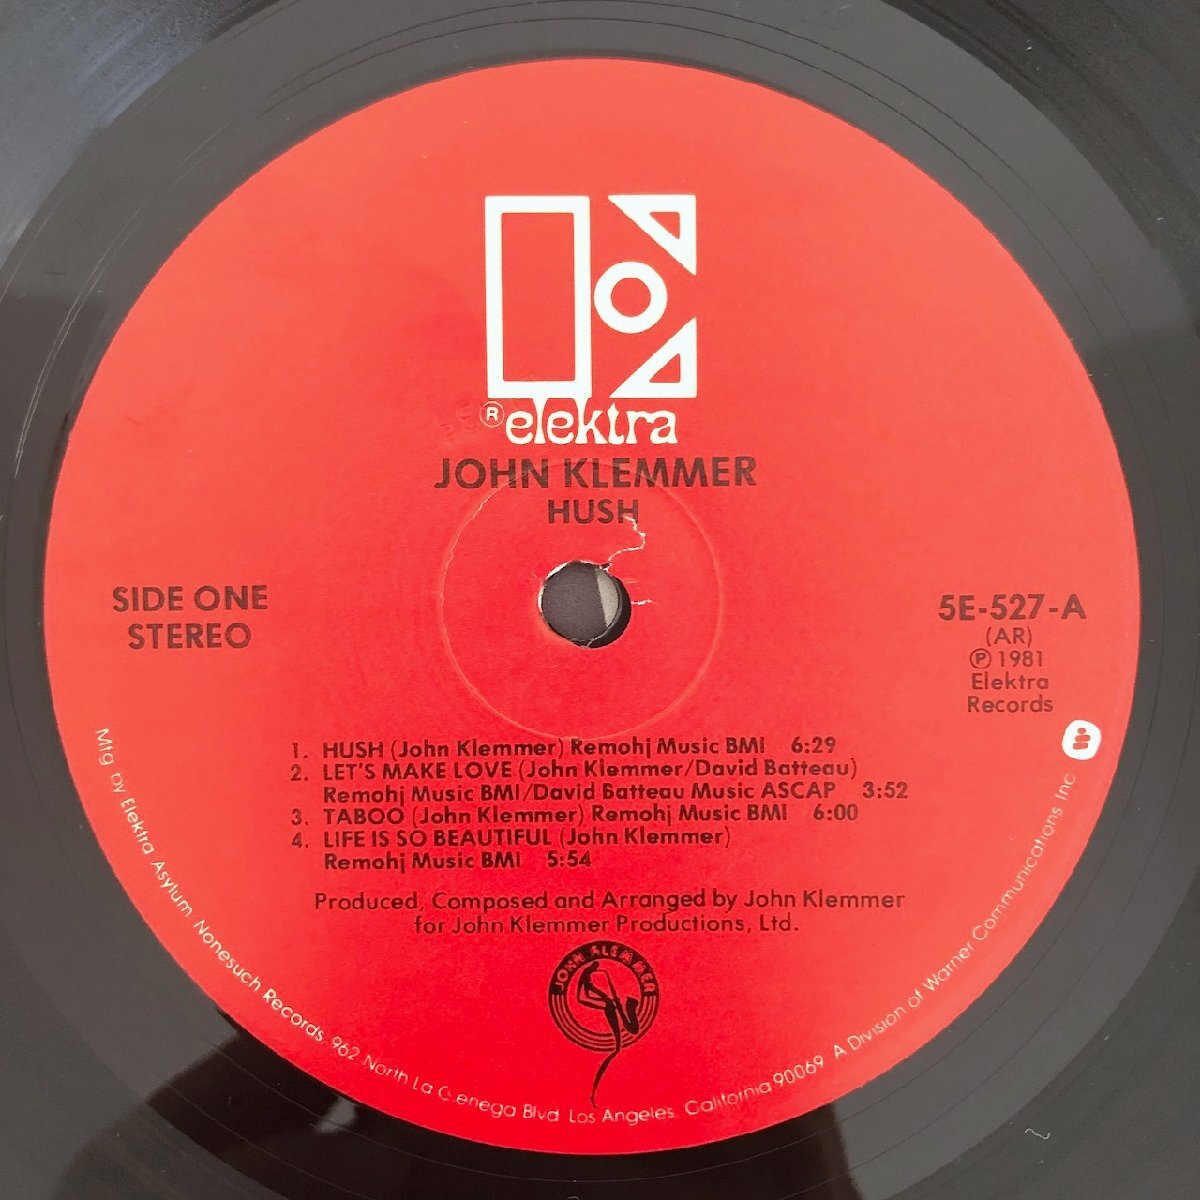 ® elektra
JOHN KLEMMER
HUSH
SIDE ONE
STEREO
5E-527-A
(AR)
℗ 1981
Elektra
Records
1. HUSH (John Klemmer) Remohj Music BMI 6:29
2. LET'S MAKE LOVE (John Klemmer/David Batteau)
Remohj Music BMI/David Batteau Music ASCAP 3:52
3. TABOO (John Klemmer) Remohj Music BMI 6:00
4. LIFE IS SO BEAUTIFUL (John Klemmer)
Remohj Music BMI 5:54
Produced, Composed and Arranged by John Klemmer
for John Klemmer Productions, Ltd.
JOHN KLEMMER
Mfg by Elektra Asylum Nonesuch Records 962 North La Cienega Blvd Los Angeles California 90069 A Division of Warner Communications Inc